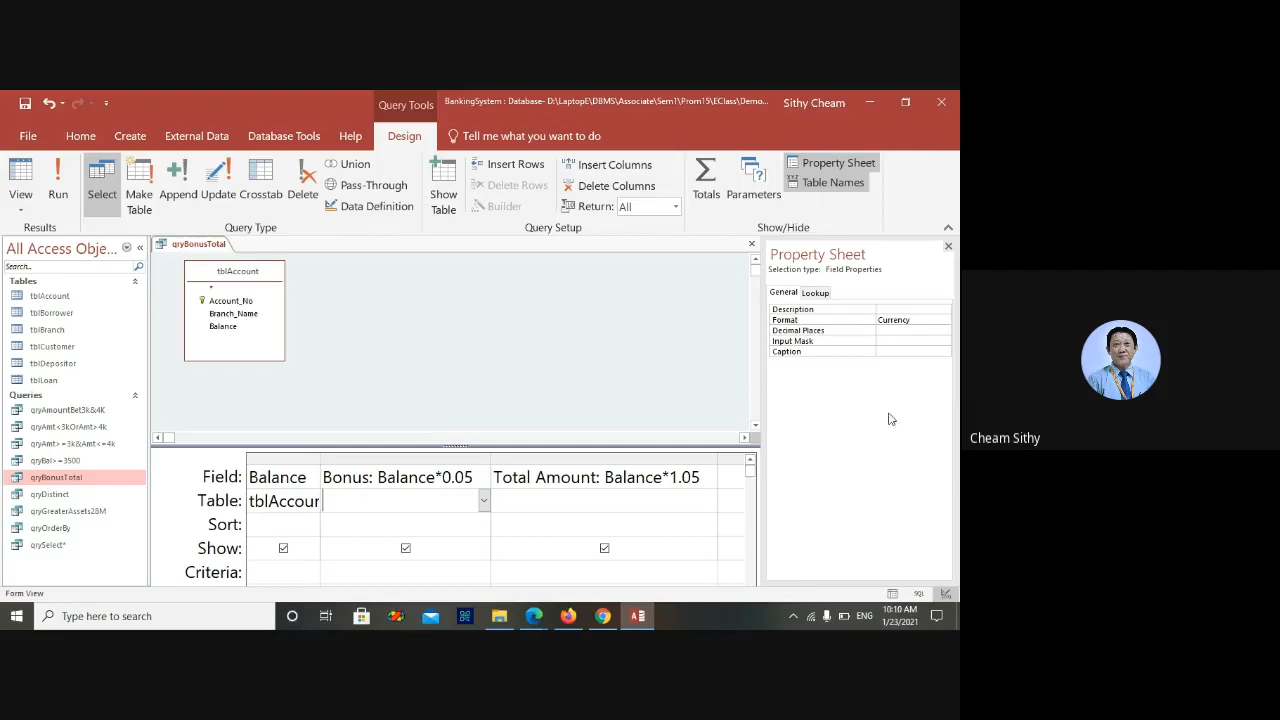 Query Tools
BankingSystem : Database- D:\LaptopE\DBMS\Associate\Sem1\Prom15\EClass\Demo...
Sithy Cheam
File
Home
Create
External Data
Database Tools
Help
Design
Tell me what you want to do
View
Run
Select
Make
Table
Append
Update
Crosstab
Delete
Union
Pass-Through
Data Definition
Show
Table
Insert Rows
Delete Rows
Builder
Insert Columns
Delete Columns
Return: All
Totals
Parameters
Property Sheet
Table Names
Results
Query Type
Query Setup
Show/Hide
All Access Obje...
Search...
Tables
tblAccount
tblBorrower
tblBranch
tblCustomer
tblDepositor
tblLoan
Queries
qryAmountBet3k&4K
qryAmt<3kOrAmt>4k
qryAmt>=3k&Amt<=4k
qryBal>=3500
qryBonusTotal
qryDistinct
qryGreaterAssets28M
qryOrderBy
qrySelect*
qryBonusTotal
tblAccount
*
Account_No
Branch_Name
Balance
Field: Balance Bonus: Balance*0.05 Total Amount: Balance*1.05
Table: tblAccour
Sort:
Show:
Criteria:
Property Sheet
Selection type: Field Properties
General Lookup
Description
Format Currency
Decimal Places
Input Mask
Caption
Form View
SQL
Type here to search
ENG
10:10 AM
1/23/2021
Cheam Sithy